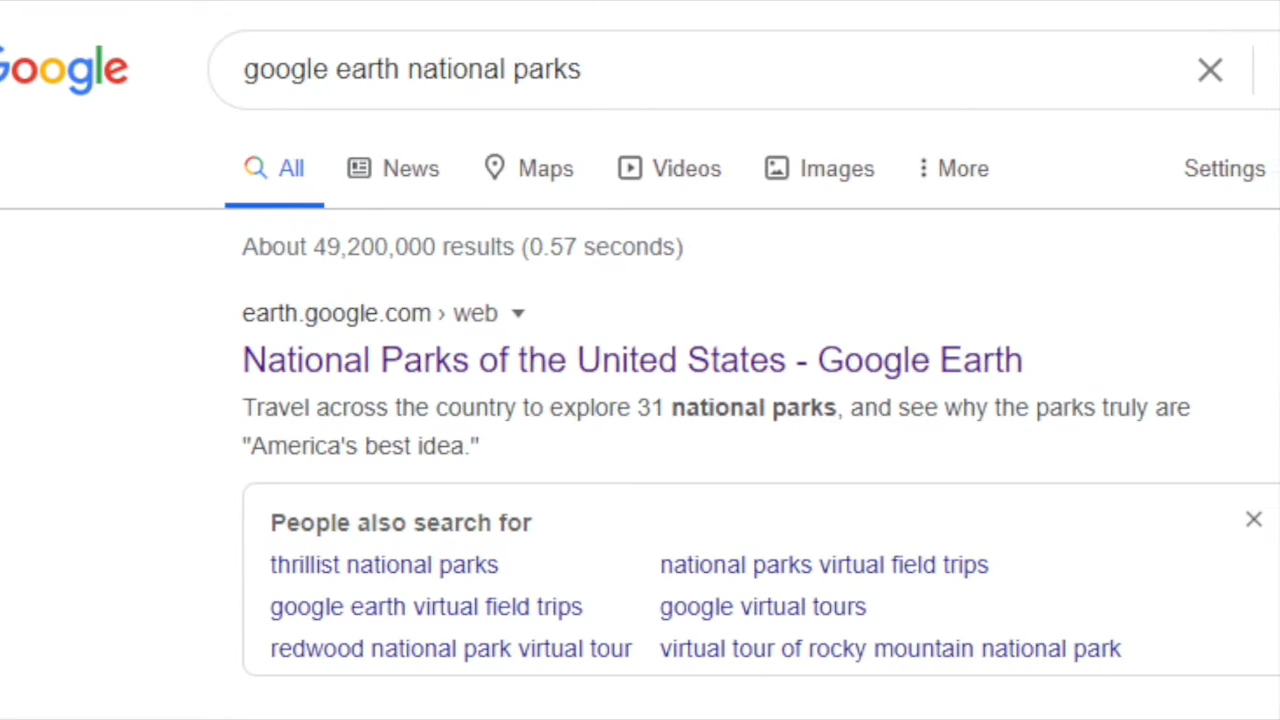 Google
google earth national parks
All News Maps Videos Images More Settings
About 49,200,000 results (0.57 seconds)
earth.google.com › web
National Parks of the United States - Google Earth
Travel across the country to explore 31 national parks, and see why the parks truly are
"America's best idea."
People also search for
thrillist national parks national parks virtual field trips
google earth virtual field trips google virtual tours
redwood national park virtual tour virtual tour of rocky mountain national park